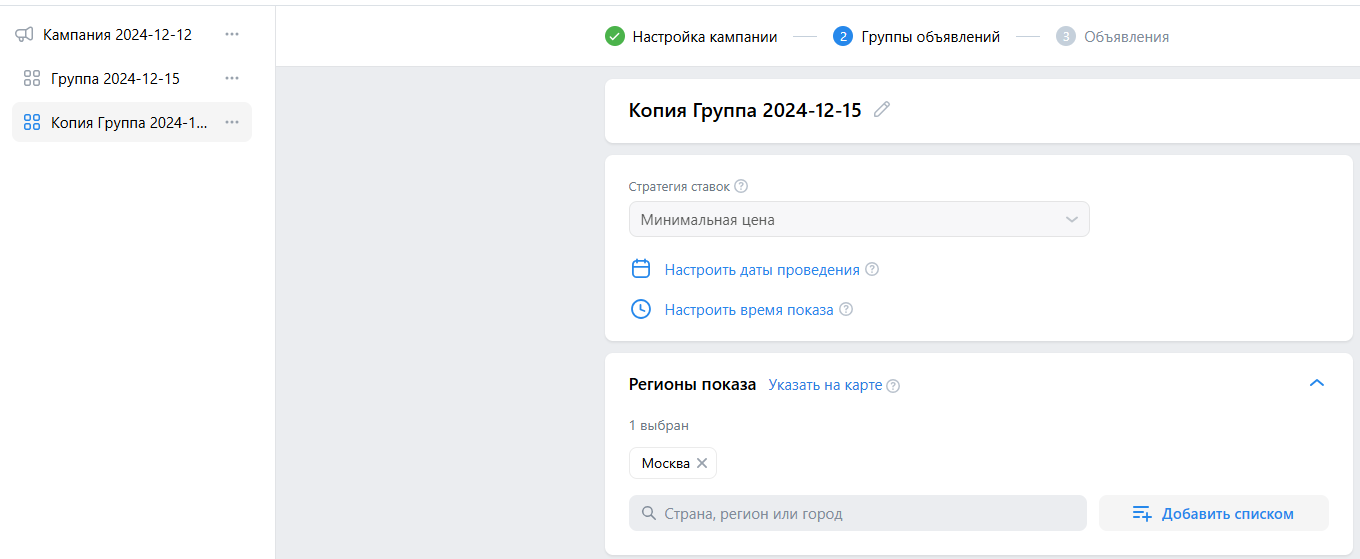 Кампания 2024-12-12
Группа 2024-12-15
Копия Группа 2024-1...
Настройка кампании
2 Группы объявлений
3 Объявления
Копия Группа 2024-12-15
Стратегия ставок
Минимальная цена
Настроить даты проведения
Настроить время показа
Регионы показа Указать на карте
1 выбран
Москва
Страна, регион или город
Добавить списком